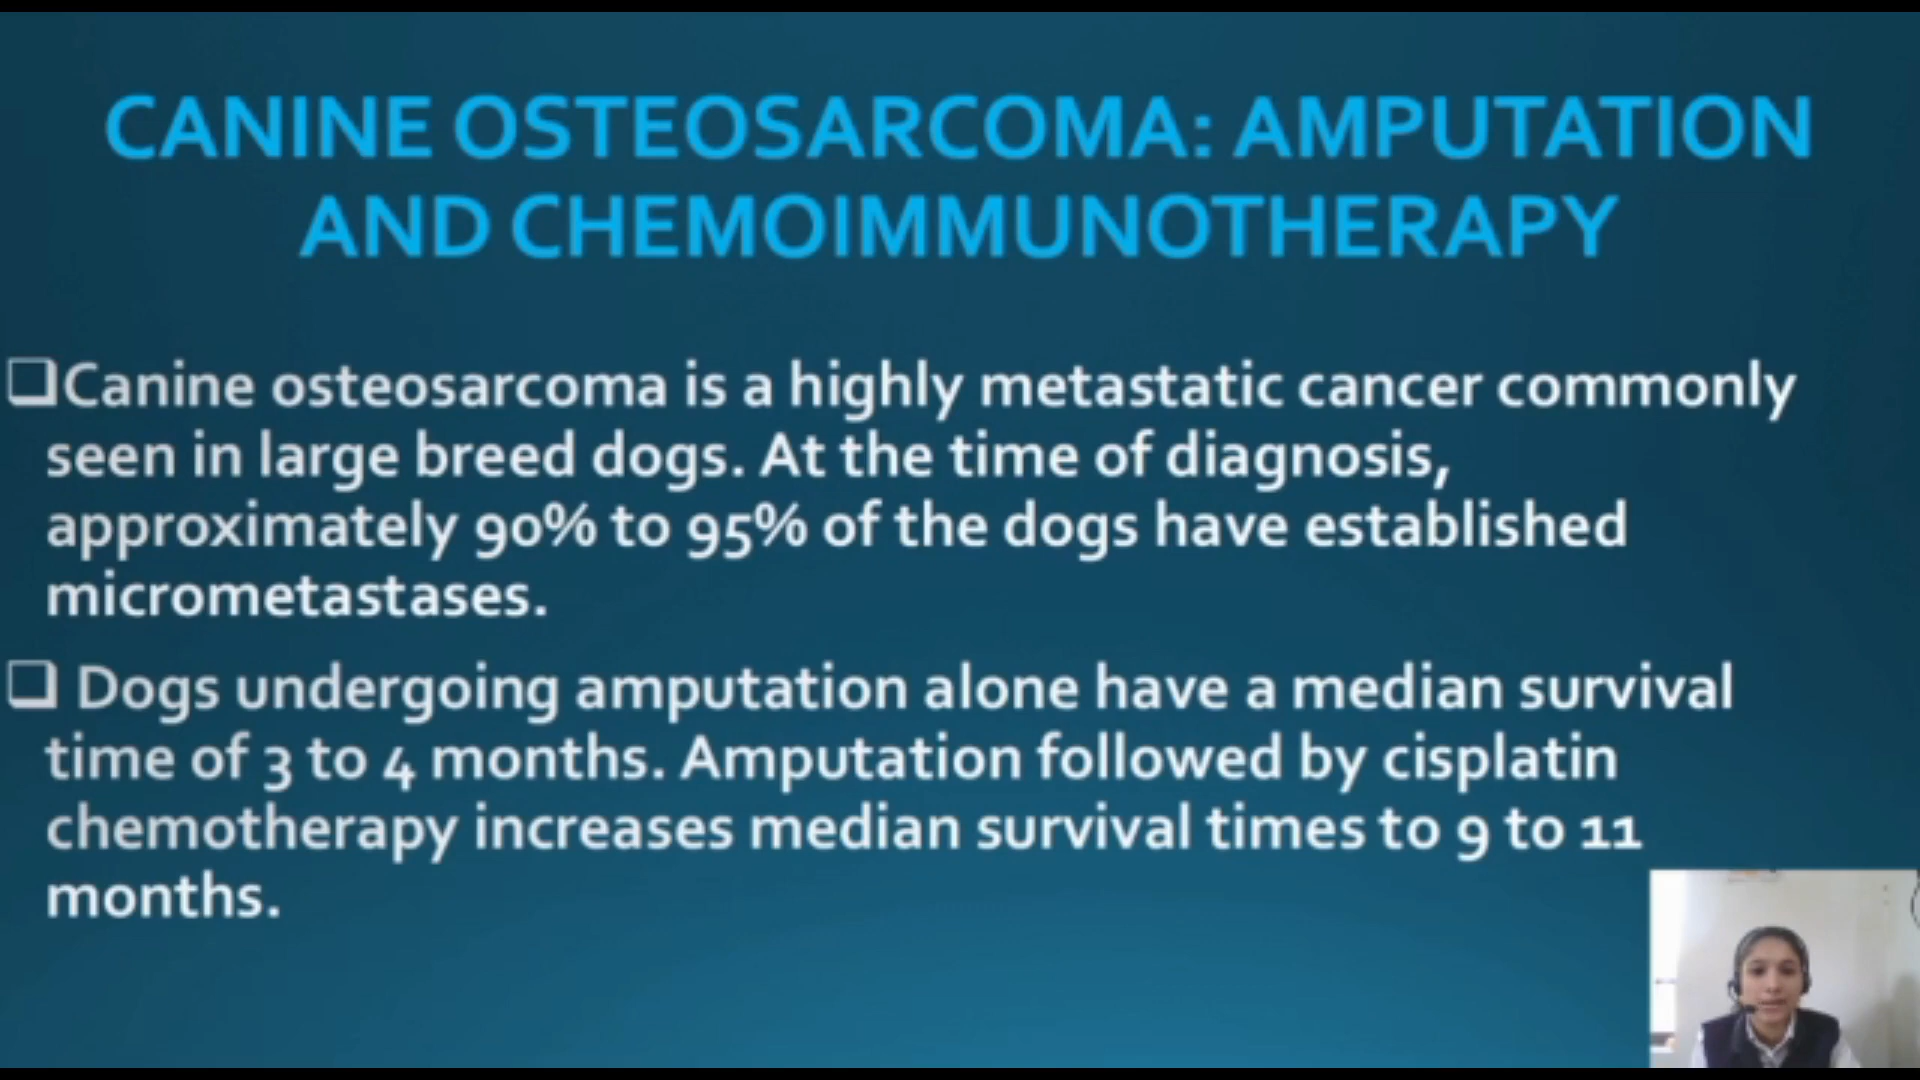 CANINE OSTEOSARCOMA: AMPUTATION
AND CHEMOIMMUNOTHERAPY
Canine osteosarcoma is a highly metastatic cancer commonly
seen in large breed dogs. At the time of diagnosis,
approximately 90% to 95% of the dogs have established
micrometastases.
Dogs undergoing amputation alone have a median survival
time of 3 to 4 months. Amputation followed by cisplatin
chemotherapy increases median survival times to 9 to 11
months.